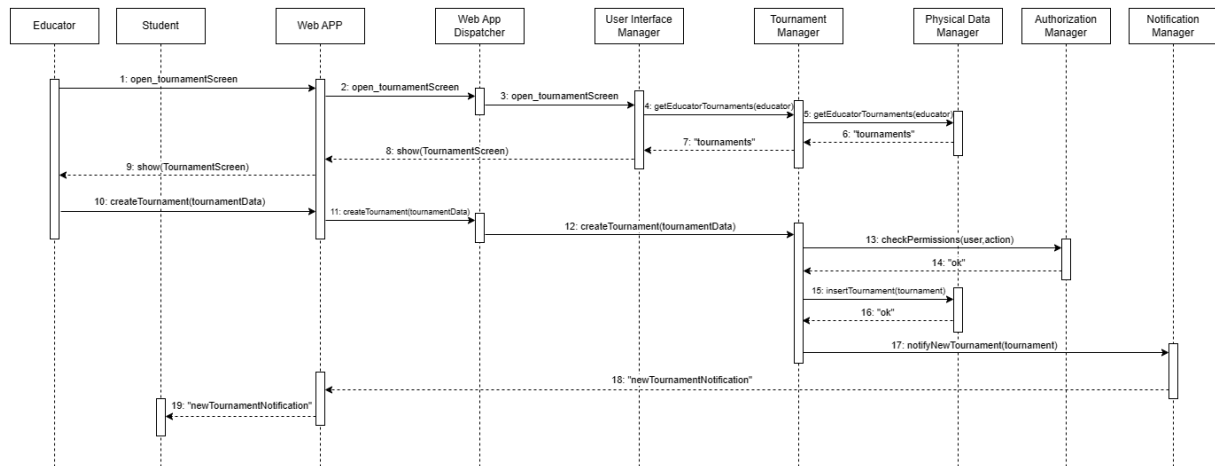 Educator
Student
Web APP
Web App
Dispatcher
User Interface
Manager
Tournament
Manager
Physical Data
Manager
Authorization
Manager
Notification
Manager
1: open_tournamentScreen
2: open_tournamentScreen
3: open_tournamentScreen
4: getEducatorTournaments(educator)
5: getEducatorTournaments(educator)
6: "tournaments"
7: "tournaments"
8: show(TournamentScreen)
9: show(TournamentScreen)
10: createTournament(tournamentData)
11: createTournament(tournamentData)
12: createTournament(tournamentData)
13: checkPermissions(user,action)
14: "ok"
15: insertTournament(tournament)
16: "ok"
17: notifyNewTournament(tournament)
18: "newTournamentNotification"
19: "newTournamentNotification"